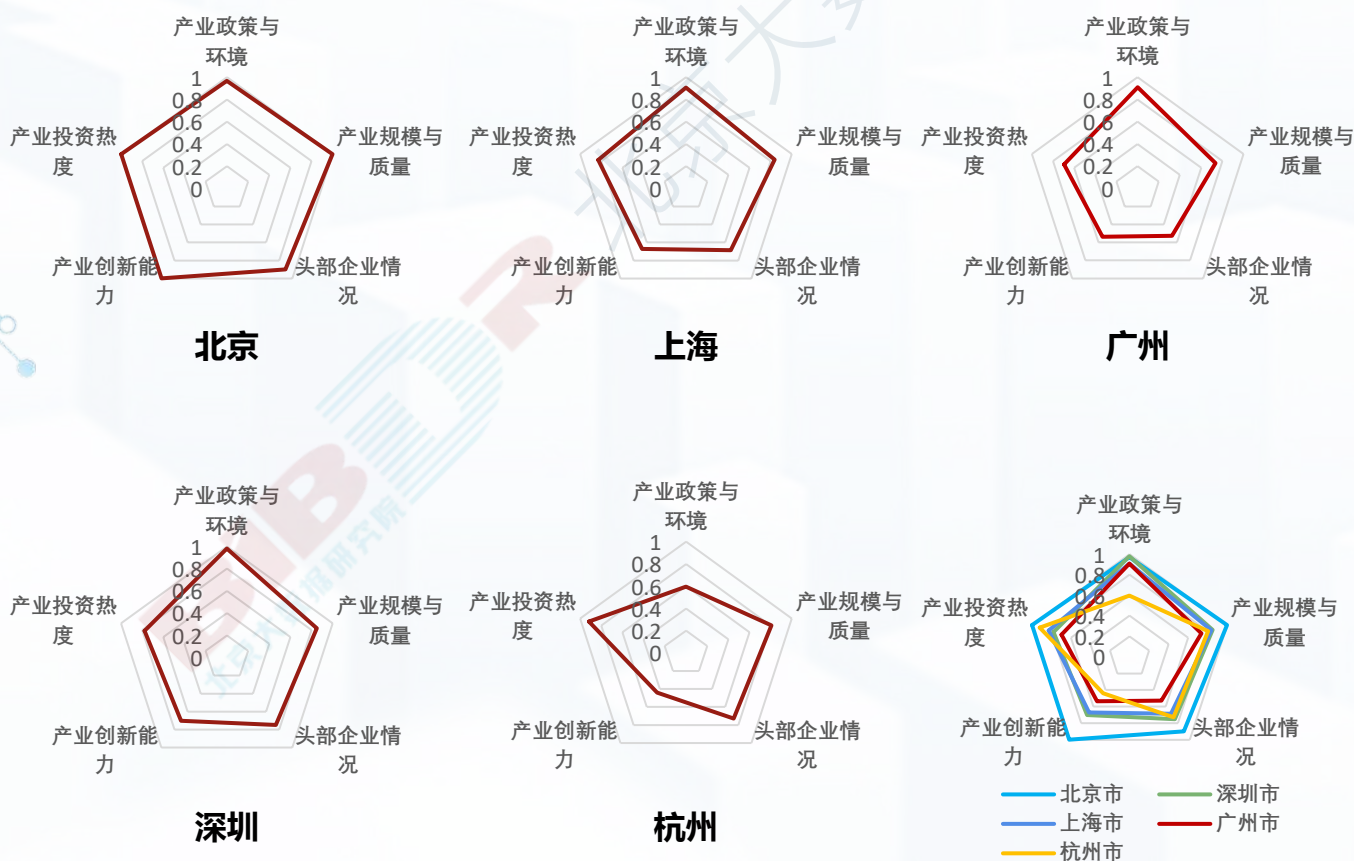 产业政策与
环境
1
0.8
0.6
0.4
0.2
0
产业投资热
度
产业规模与
质量
产业创新能
力
头部企业情
况
北京
产业政策与
环境
1
0.8
0.6
0.4
0.2
0
产业投资热
度
产业规模与
质量
产业创新能
力
头部企业情
况
上海
产业政策与
环境
1
0.8
0.6
0.4
0.2
0
产业投资热
度
产业规模与
质量
产业创新能
力
头部企业情
况
广州
产业政策与
环境
1
0.8
0.6
0.4
0.2
0
产业投资热
度
产业规模与
质量
产业创新能
力
头部企业情
况
深圳
产业政策与
环境
1
0.8
0.6
0.4
0.2
0
产业投资热
度
产业规模与
质量
产业创新能
力
头部企业情
况
杭州
产业政策与
环境
1
0.8
0.6
0.4
0.2
0
产业投资热
度
产业规模与
质量
产业创新能
力
头部企业情
况
北京市
深圳市
上海市
广州市
杭州市
BIBDR
北京大